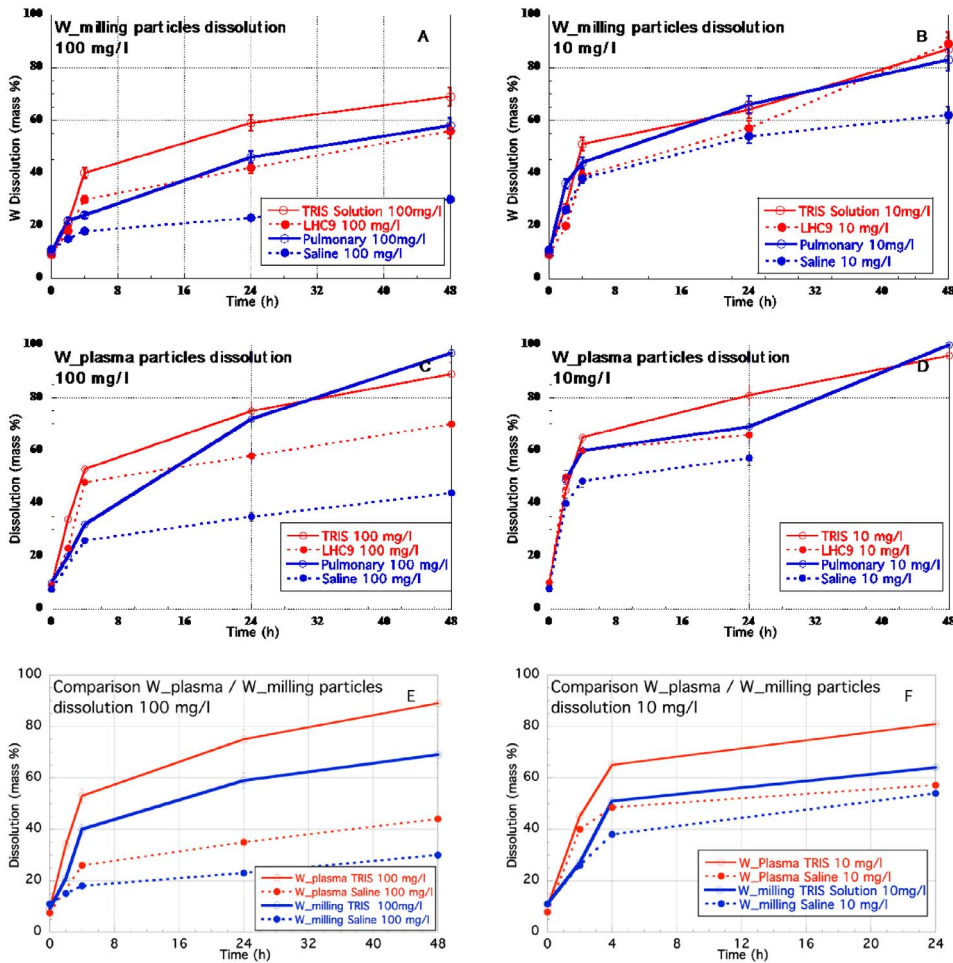 W_milling particles dissolution
100 mg/l
A
W Dissolution (mass %)
100
80
60
40
20
0
TRIS Solution 100mg/l
LHC9 100 mg/l
Pulmonary 100mg/l
Saline 100 mg/l
0 8 16 24 32 40 48
Time (h)
W_milling particles dissolution
10 mg/l
B
Dissolution (mass %)
100
80
60
40
20
0
TRIS Solution 10mg/l
LHC9 10 mg/l
Pulmonary 10mg/l
Saline 10 mg/l
0 8 16 24 32 40 48
Time (h)
W_plasma particles dissolution
100 mg/l
C
Dissolution (mass %)
100
80
60
40
20
0
TRIS 100 mg/l
LHC9 100 mg/l
Pulmonary 100 mg/l
Saline 100 mg/l
0 8 16 24 32 40 48
Time (h)
W_plasma particles dissolution
10mg/l
D
Dissolution (mass %)
100
80
60
40
20
0
TRIS 10 mg/l
LHC9 10 mg/l
Pulmonary 10 mg/l
Saline 10 mg/l
0 8 16 24 32 40 48
Time (h)
Comparison W_plasma / W_milling particles
dissolution 100 mg/l
E
Dissolution (mass %)
100
80
60
40
20
0
W_plasma TRIS 100 mg/l
W_plasma Saline 100 mg/l
W_milling TRIS 100mg/l
W_milling Saline 100 mg/l
0 8 16 24 32 40 48
Time (h)
Comparison W_plasma / W_milling particles
dissolution 10 mg/l
F
Dissolution (mass %)
100
80
60
40
20
0
W_Plasma TRIS 10 mg/l
W_Plasma Saline 10 mg/l
W_milling TRIS Solution 10mg/l
W_milling Saline 10 mg/l
0 4 8 12 16 20 24
Time (h)